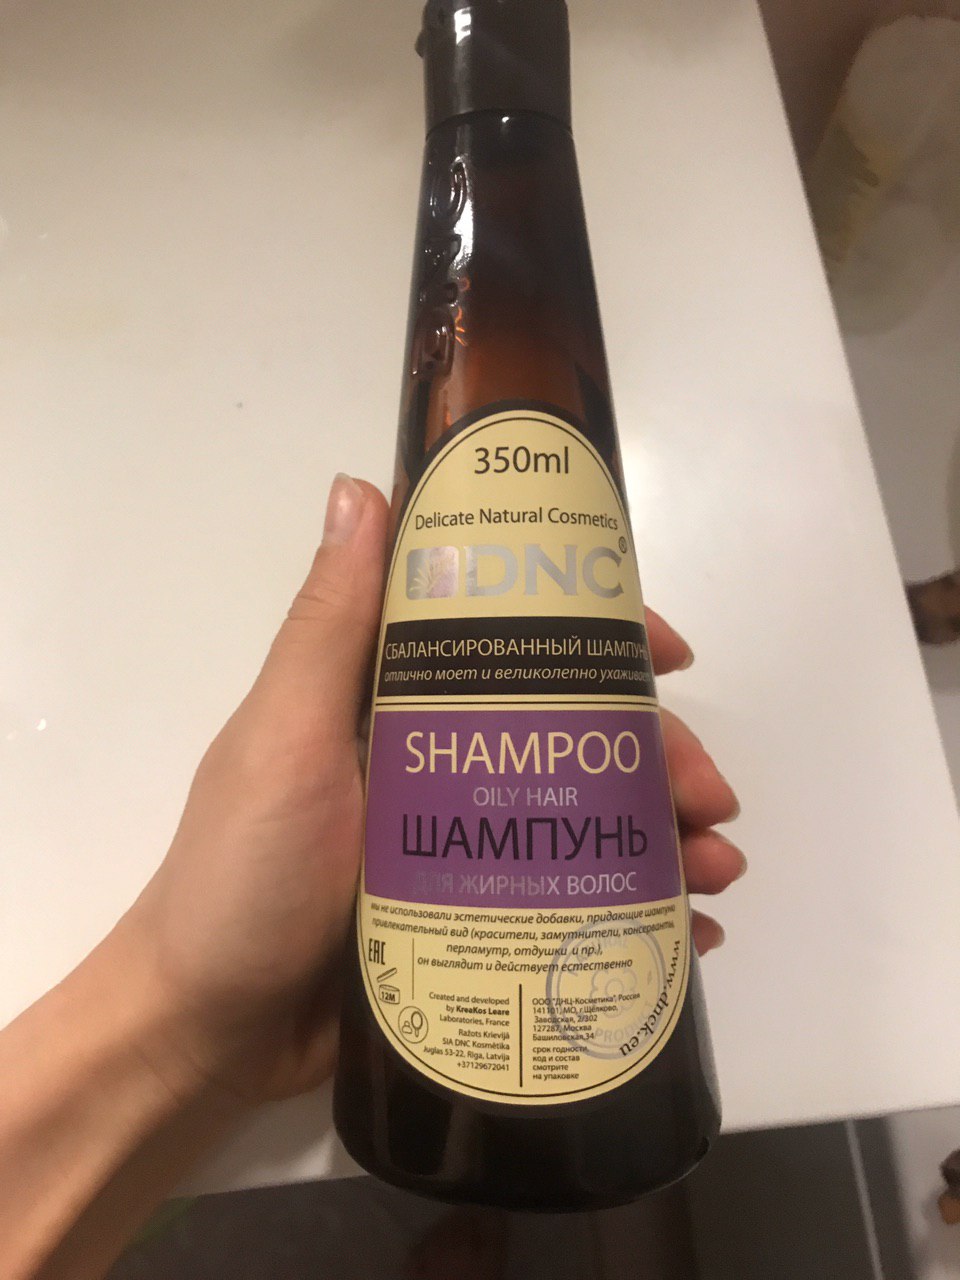 DNC
350ml
Delicate Natural Cosmetics
DNC®
СБАЛАНСИРОВАННЫЙ ШАМПУНЬ
отлично моет и великолепно ухаживает
SHAMPOO
OILY HAIR
ШАМПУНЬ
ДЛЯ ЖИРНЫХ ВОЛОС
мы не использовали эстетические добавки, придающие шампуню
привлекательный вид (красители, замутнители, консерванты,
перламутр, отдушки и пр.),
он выглядит и действует естественно
EAC
12M
Created and developed
by KreaKos Leare
Laboratories, France
Ražots Krievijā
SIA DNC Kosmētika
Juglas 53-22, Rīga, Latvija
+37129672041
ООО "ДНЦ-Косметика", Россия
141101, МО, г.Щёлково,
Заводская, 2/302
127287, Москва
Башиловская,34
срок годности,
код и состав
смотрите
на упаковке
www.dnck.eu